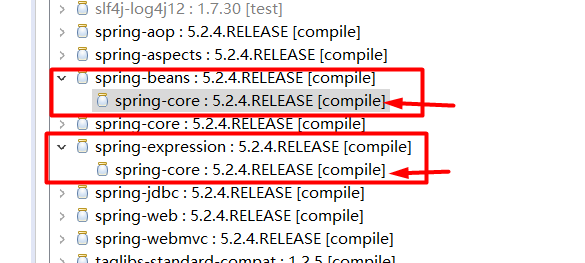 slf4j-log4j12 : 1.7.30 [test]
spring-aop : 5.2.4.RELEASE [compile]
spring-aspects : 5.2.4.RELEASE [compile]
spring-beans : 5.2.4.RELEASE [compile]
spring-core : 5.2.4.RELEASE [compile]
spring-core : 5.2.4.RELEASE [compile]
spring-expression : 5.2.4.RELEASE [compile]
spring-core : 5.2.4.RELEASE [compile]
spring-jdbc : 5.2.4.RELEASE [compile]
spring-web : 5.2.4.RELEASE [compile]
spring-webmvc : 5.2.4.RELEASE [compile]
taglibs-standard-compat : 1.2.5 [compile]